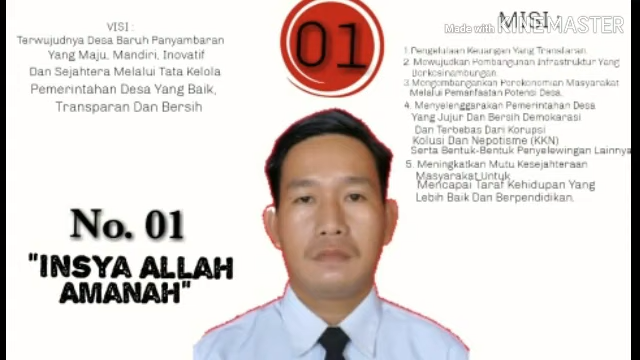 VISI :
Terwujudnya Desa Baruh Panyambaran
Yang Maju, Mandiri, Inovatif
Dan Sejahtera Melalui Tata Kelola
Pemerintahan Desa Yang Baik,
Transparan Dan Bersih
01
MISI
Made with KINEMASTER
1. Pengelolaan Keuangan Yang Transfaran.
2. Mewujudkan Pembangunan Infrastruktur Yang
Berkesinambungan.
3. Mengembangankan Perekonomian Masyarakat
Melalui Pemanfaatan Potensi Desa.
4. Menyelenggarakan Pemerintahan Desa
Yang Jujur Dan Bersih Demokarasi
Dan Terbebas Dari Korupsi
Kolusi Dan Nepotisme (KKN)
Serta Bentuk-Bentuk Penyelewingan Lainnya
5. Meningkatkan Mutu Kesejahteraan
Masyarakat Untuk
Mencapai Taraf Kehidupan Yang
Lebih Baik Dan Berpendidikan.
No. 01
"INSYA ALLAH
AMANAH"